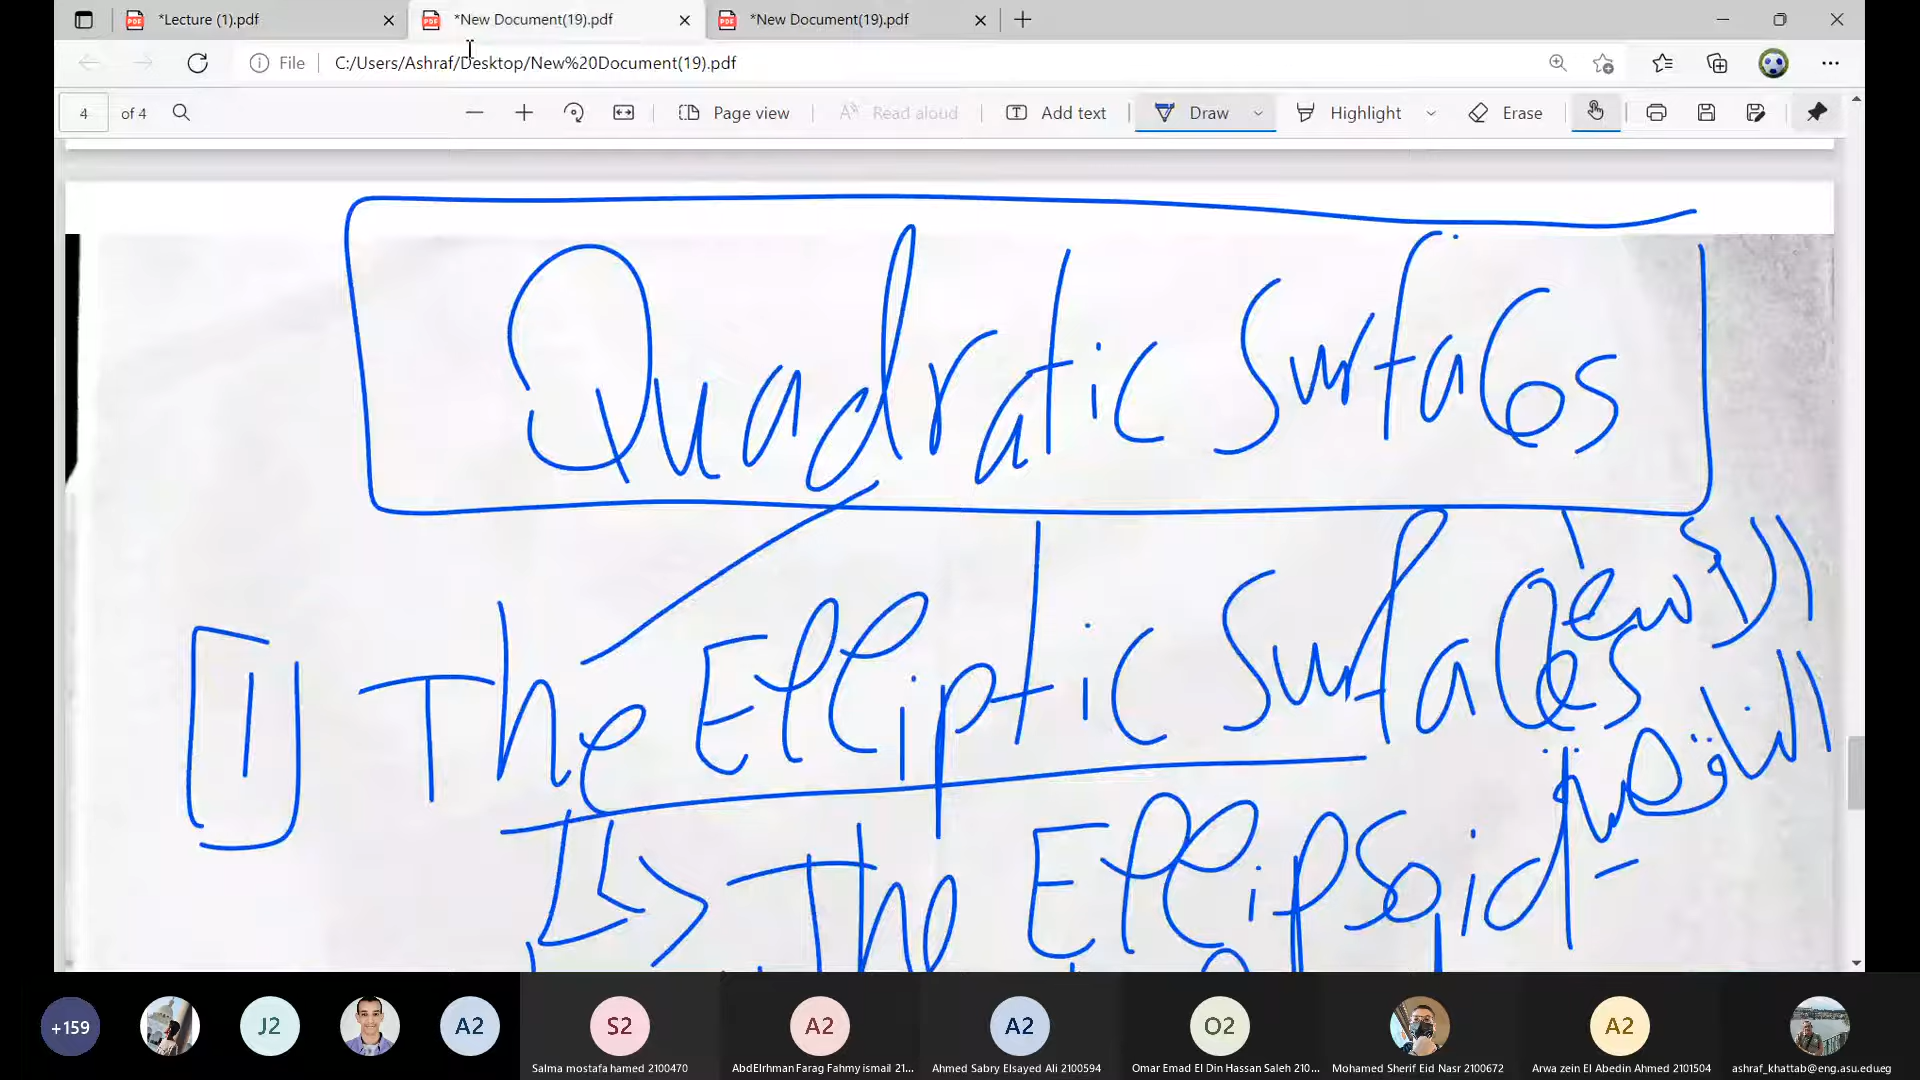 *Lecture (1).pdf
*New Document(19).pdf
*New Document(19).pdf
File
C:/Users/Ashraf/Desktop/New%20Document(19).pdf
4 of 4
Page view
Read aloud
Add text
Draw
Highlight
Erase
Quadratic Surfaces
1 The Elliptic Surfaces
السطوح
الناقصية
The Ellipsoid
+159
J2
A2
S2
A2
A2
O2
A2
Salma mostafa hamed 2100470
AbdElrhman Farag Fahmy ismail 21...
Ahmed Sabry Elsayed Ali 2100594
Omar Emad El Din Hassan Saleh 210...
Mohamed Sherif Eid Nasr 2100672
Arwa zein El Abedin Ahmed 2101504
ashraf_khattab@eng.asu.edu.eg